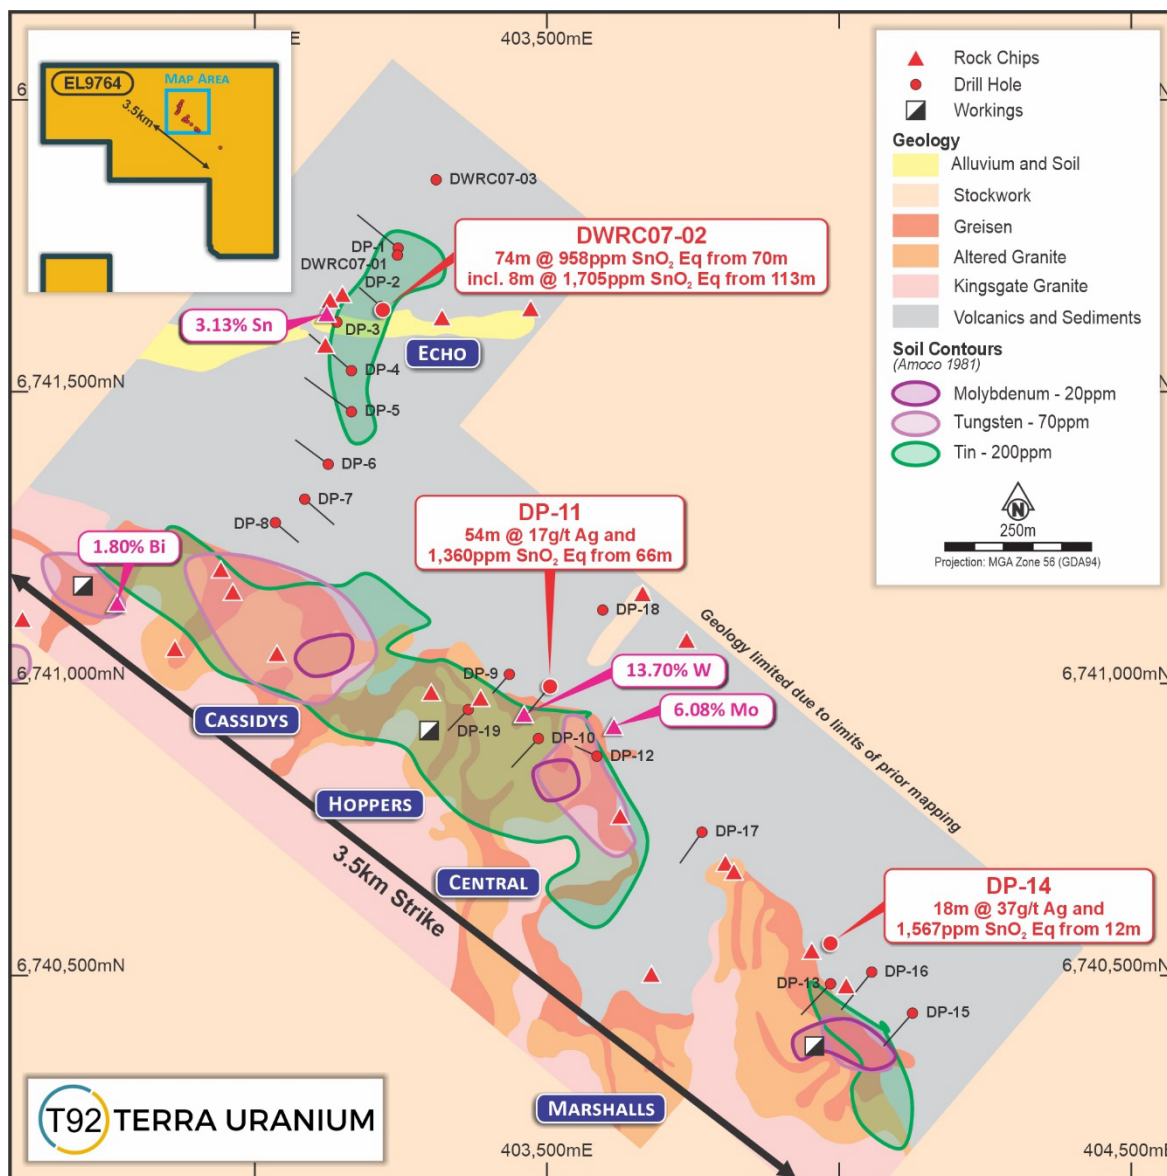 403,500mE
E
EL9764
MAP AREA
3.5km
Rock Chips
Drill Hole
Workings
Geology
Alluvium and Soil
Stockwork
Greisen
Altered Granite
Kingsgate Granite
Volcanics and Sediments
Soil Contours
(Amoco 1981)
Molybdenum - 20ppm
Tungsten - 70ppm
Tin - 200ppm
N
250m
Projection: MGA Zone 56 (GDA94)
6
N
DWRC07-03
DP-1
DWRC07-01
DP-2
DWRC07-02
74m @ 958ppm SnO₂ Eq from 70m
incl. 8m @ 1,705ppm SnO₂ Eq from 113m
3.13% Sn
DP-3
ECHO
DP-4
6,741,500mN
N
DP-5
DP-6
DP-7
DP-8
DP-11
54m @ 17g/t Ag and
1,360ppm SnO₂ Eq from 66m
1.80% Bi
DP-18
Geology limited due to limits of prior mapping
6,741,000mN
6,741,000mN
DP-9
13.70% W
6.08% Mo
CASSIDYS
DP-19
DP-10
DP-12
HOPPERS
DP-17
3.5km Strike
CENTRAL
DP-14
18m @ 37g/t Ag and
1,567ppm SnO₂ Eq from 12m
6,740,500mN
6,740,500mN
DP-13
DP-16
DP-15
MARSHALLS
T92 TERRA URANIUM
403,500mE
404,500mE